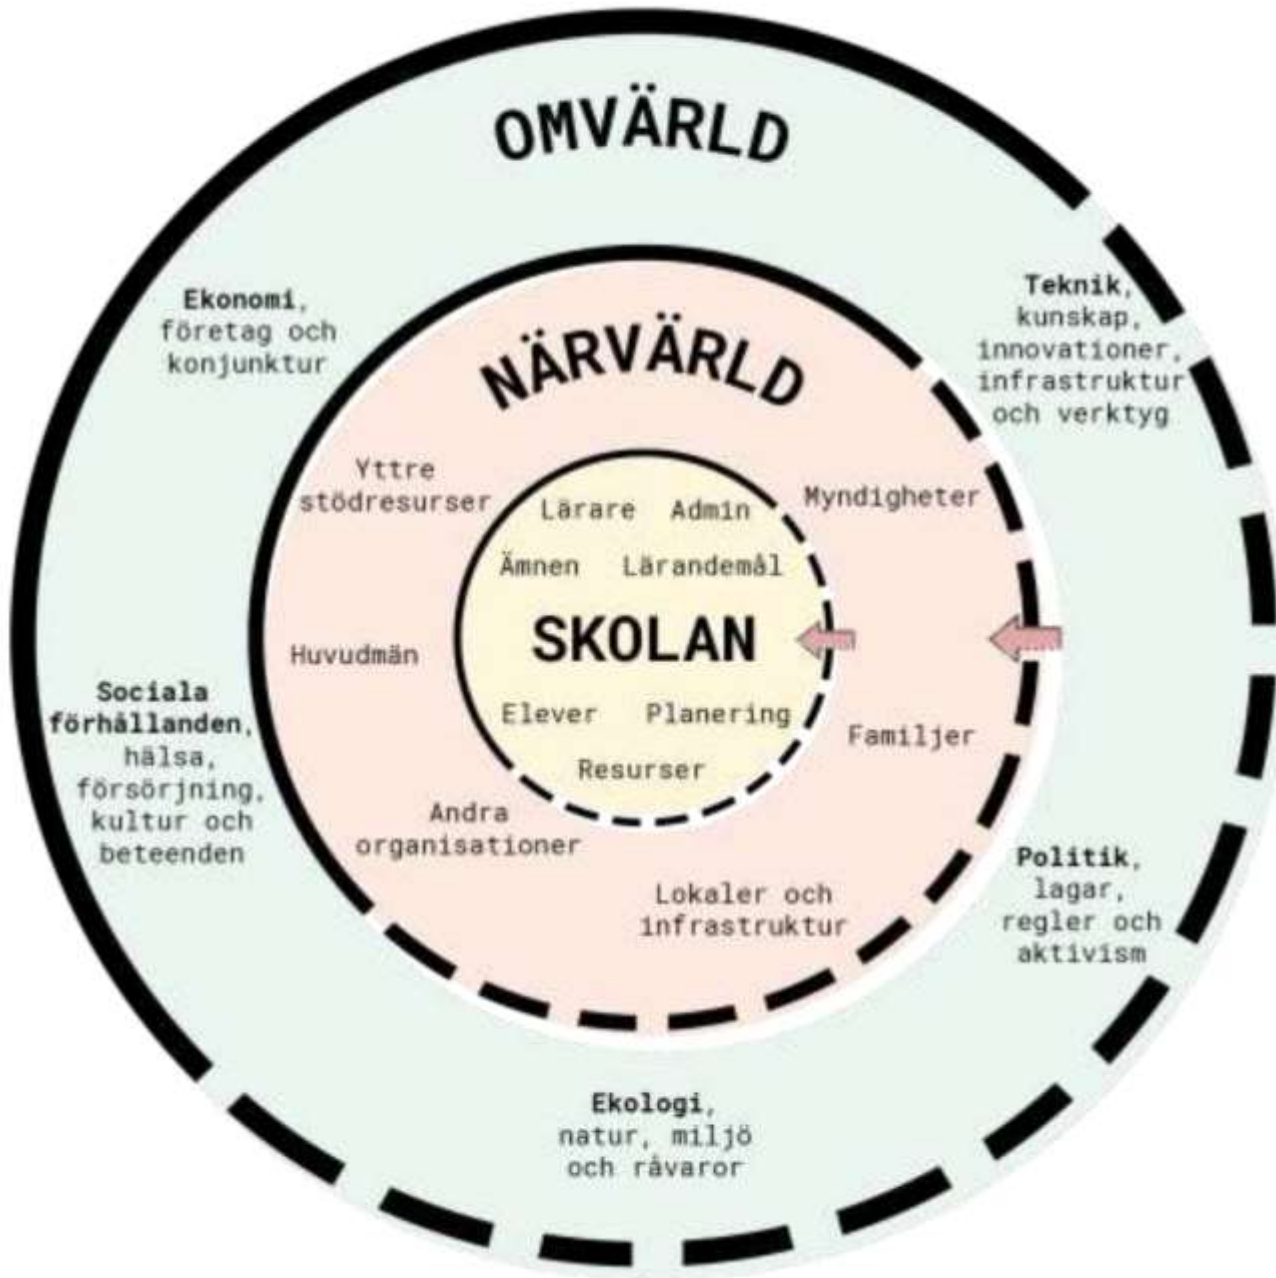 OMVÄRLD
Ekonomi,
företag och
konjunktur
Teknik,
kunskap,
innovationer,
infrastruktur
och verktyg
NÄRVÄRLD
Yttre
stödresurser
Myndigheter
Lärare Admin
Ämnen Lärandemål
SKOLAN
Elever Planering
Resurser
Huvudmän
Familjer
Sociala
förhållanden,
hälsa,
försörjning,
kultur och
beteenden
Andra
organisationer
Lokaler och
infrastruktur
Politik,
lagar,
regler och
aktivism
Ekologi,
natur, miljö
och råvaror